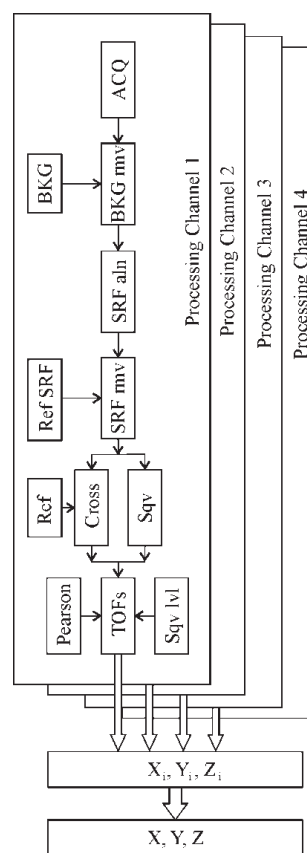 ACQ
BKG
BKG rmv
SRF aln
Ref SRF
SRF rmv
Ref
Cross
Sqv
Pearson
TOFs
Sqv lvl
Processing Channel 1
Processing Channel 2
Processing Channel 3
Processing Channel 4
Xᵢ, Yᵢ, Zᵢ
X, Y, Z